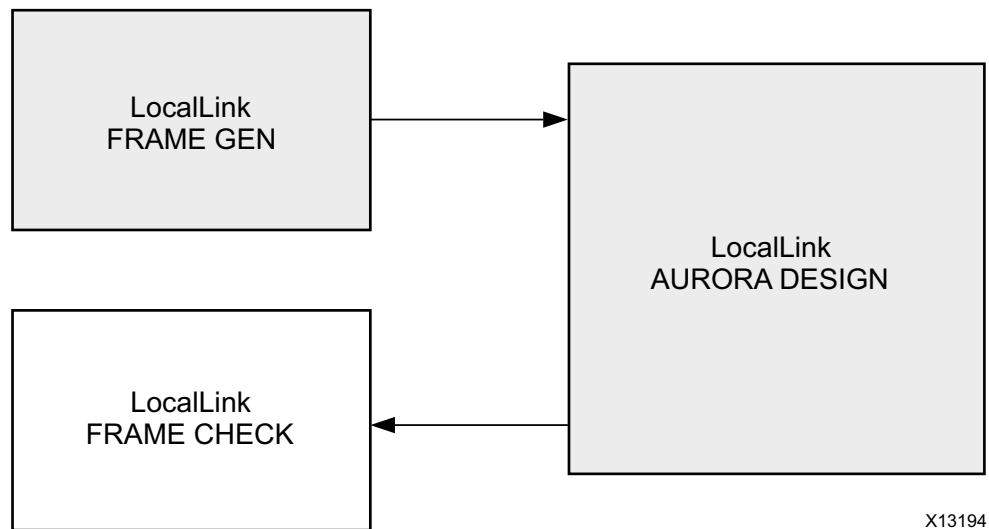 LocalLink
FRAME GEN
LocalLink
AURORA DESIGN
LocalLink
FRAME CHECK
X13194